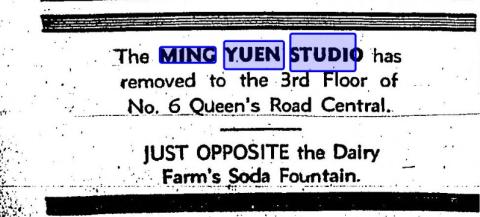 The MING YUEN STUDIO has
removed to the 3rd Floor of
No. 6 Queen's Road Central.
JUST OPPOSITE the Dairy
Farm's Soda Fountain.